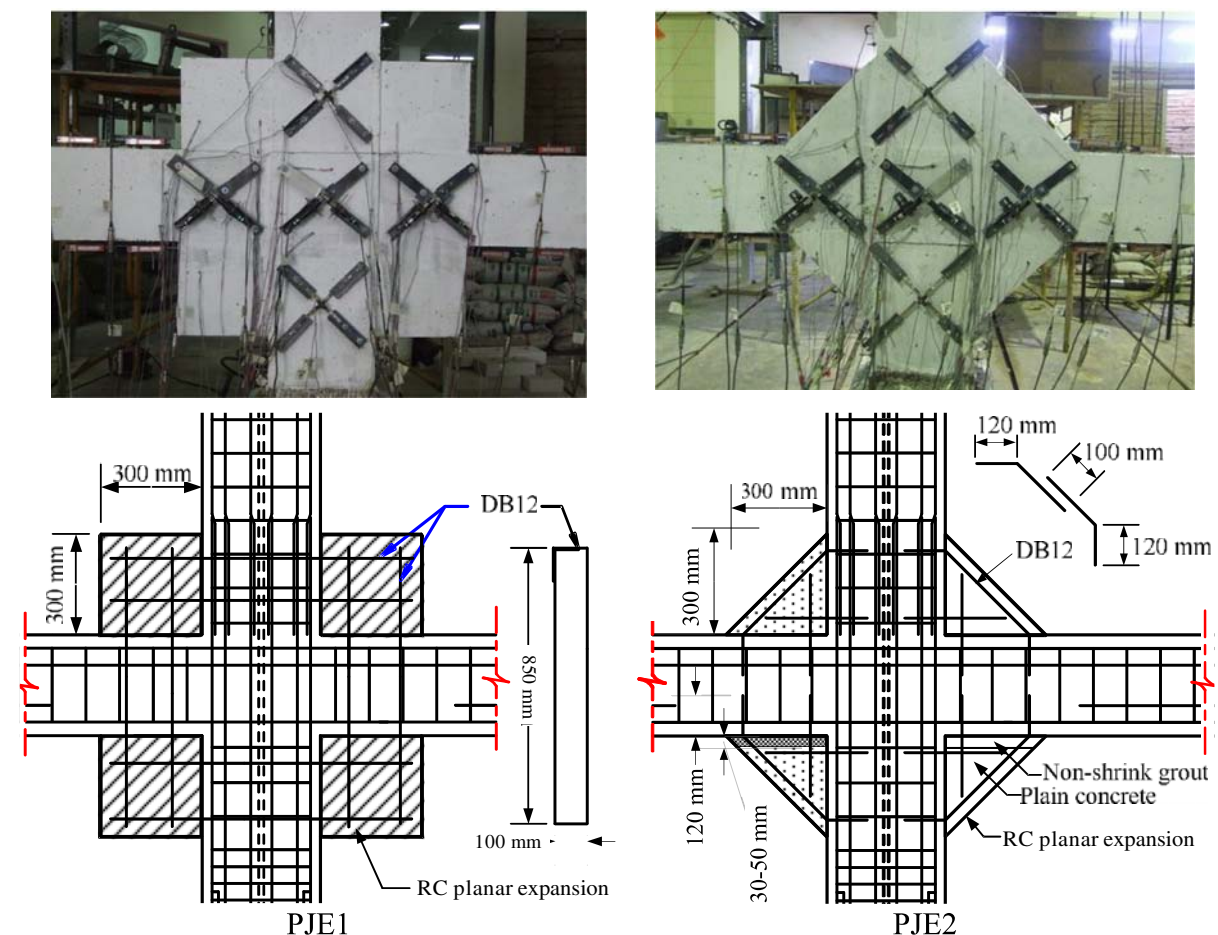 300 mm
300 mm
DB12
850 mm
100 mm
RC planar expansion
PJE1
120 mm
100 mm
300 mm
DB12
120 mm
300 mm
Non-shrink grout
Plain concrete
120 mm
30-50 mm
RC planar expansion
PJE2